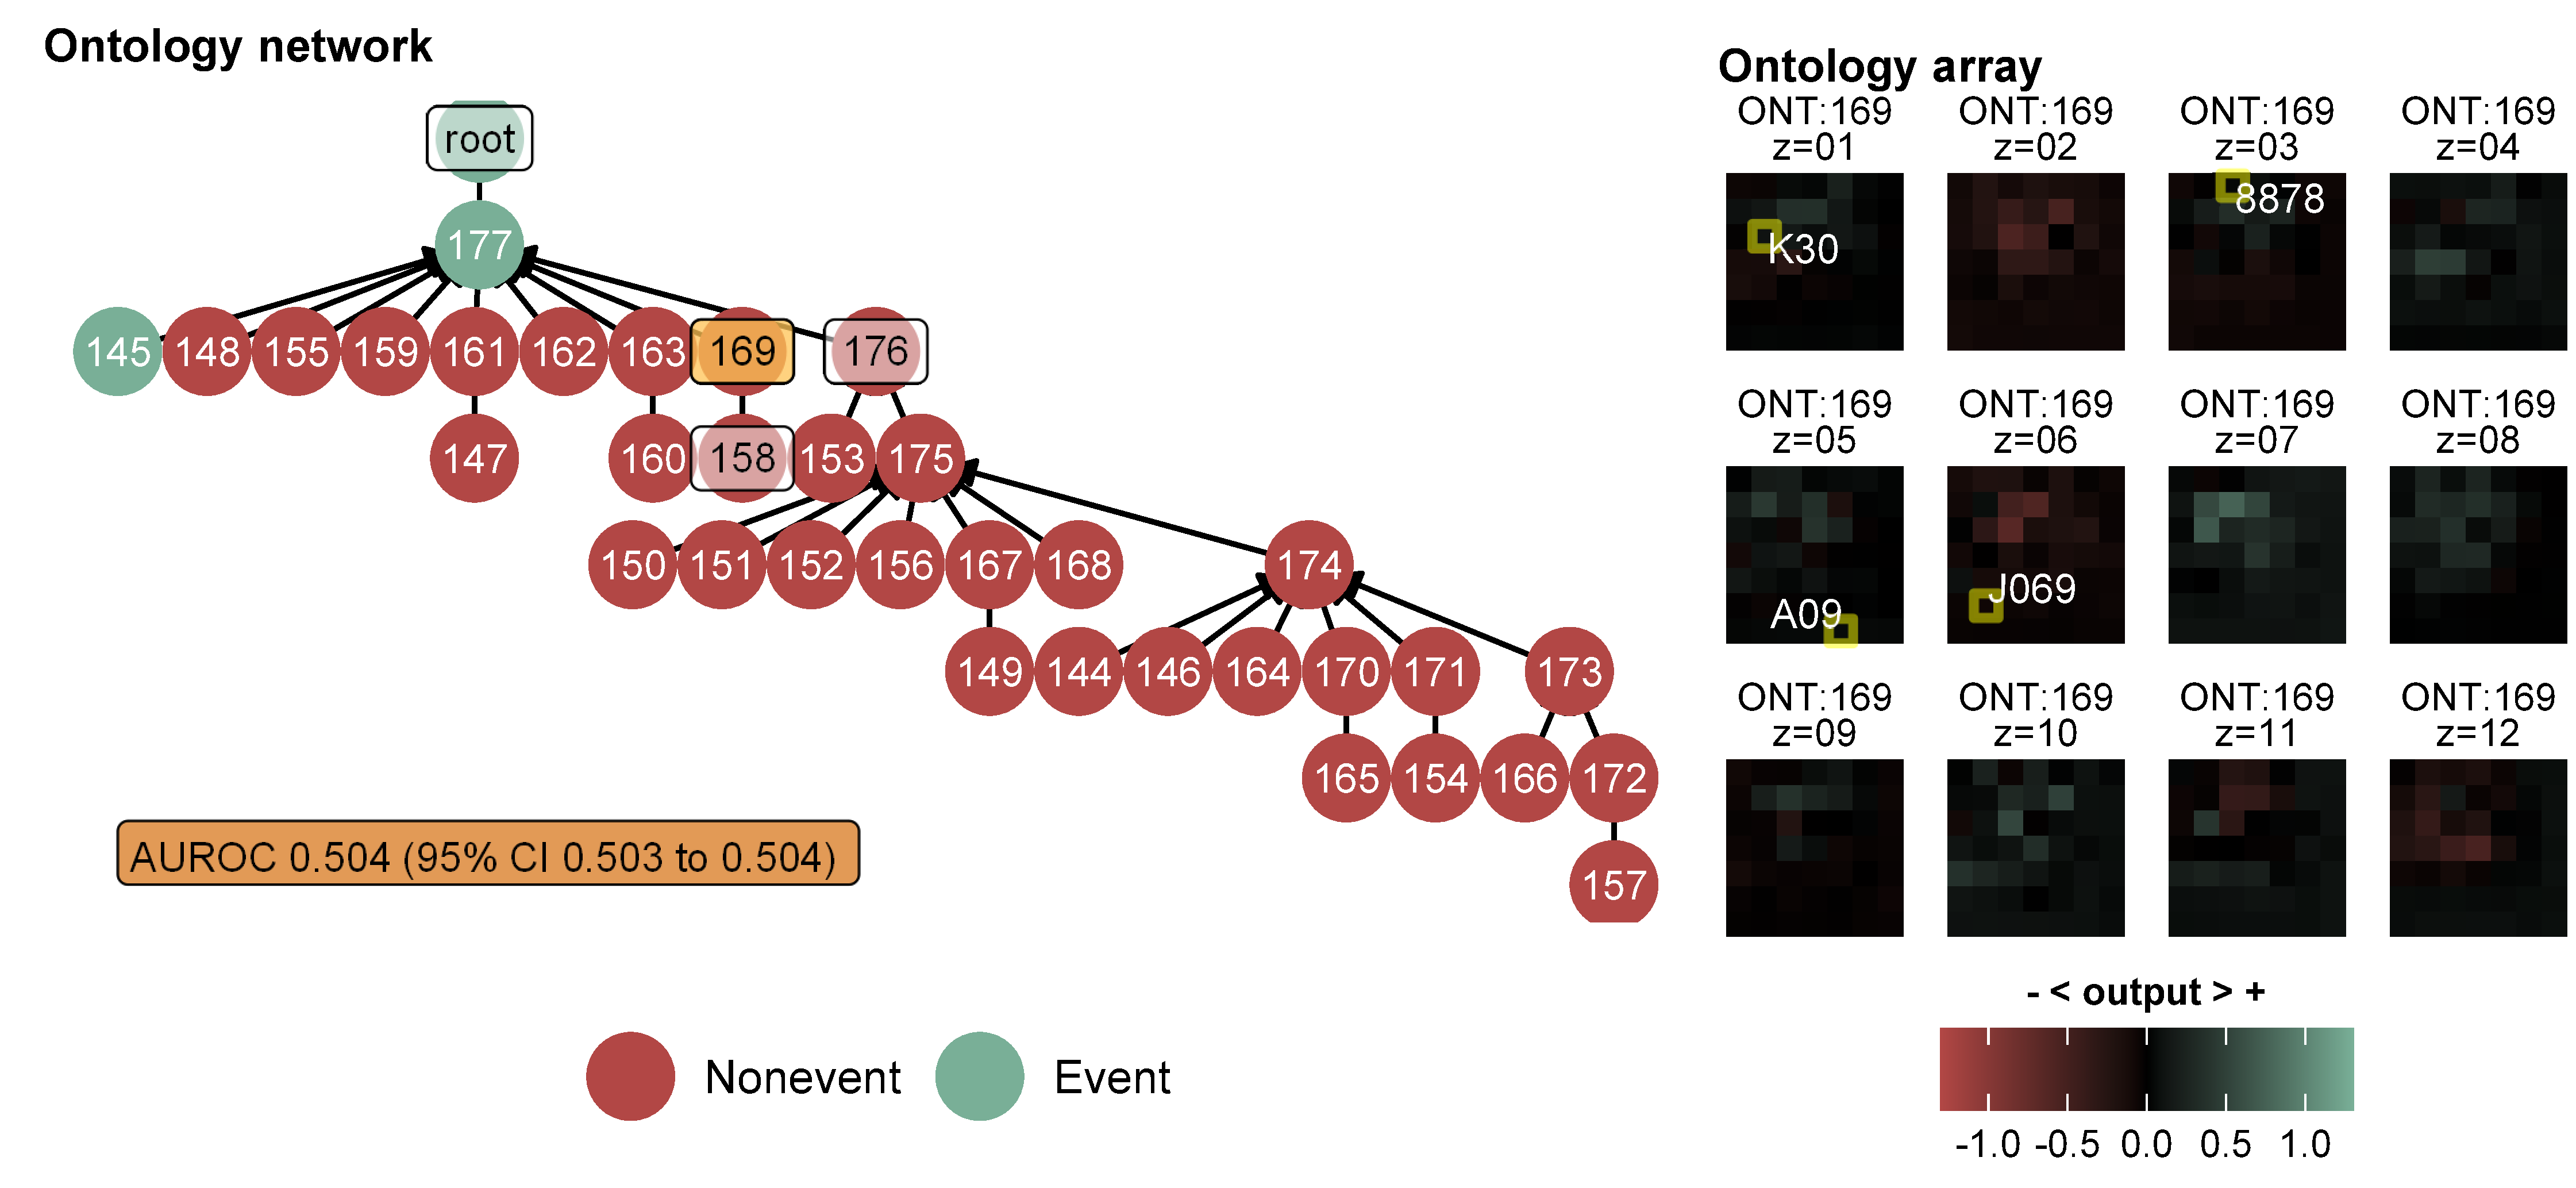 Ontology network
root
177
145 148 155 159 161 162 163 169 176
147 160 158 153 175
150 151 152 156 167 168 174
149 144 146 164 170 171 173
165 154 166 172
157
AUROC 0.504 (95% CI 0.503 to 0.504)
Nonevent Event
Ontology array
ONT:169 ONT:169 ONT:169 ONT:169
z=01 z=02 z=03 z=04
8878
K30
ONT:169 ONT:169 ONT:169 ONT:169
z=05 z=06 z=07 z=08
J069
A09
ONT:169 ONT:169 ONT:169 ONT:169
z=09 z=10 z=11 z=12
- < output > +
-1.0 -0.5 0.0 0.5 1.0